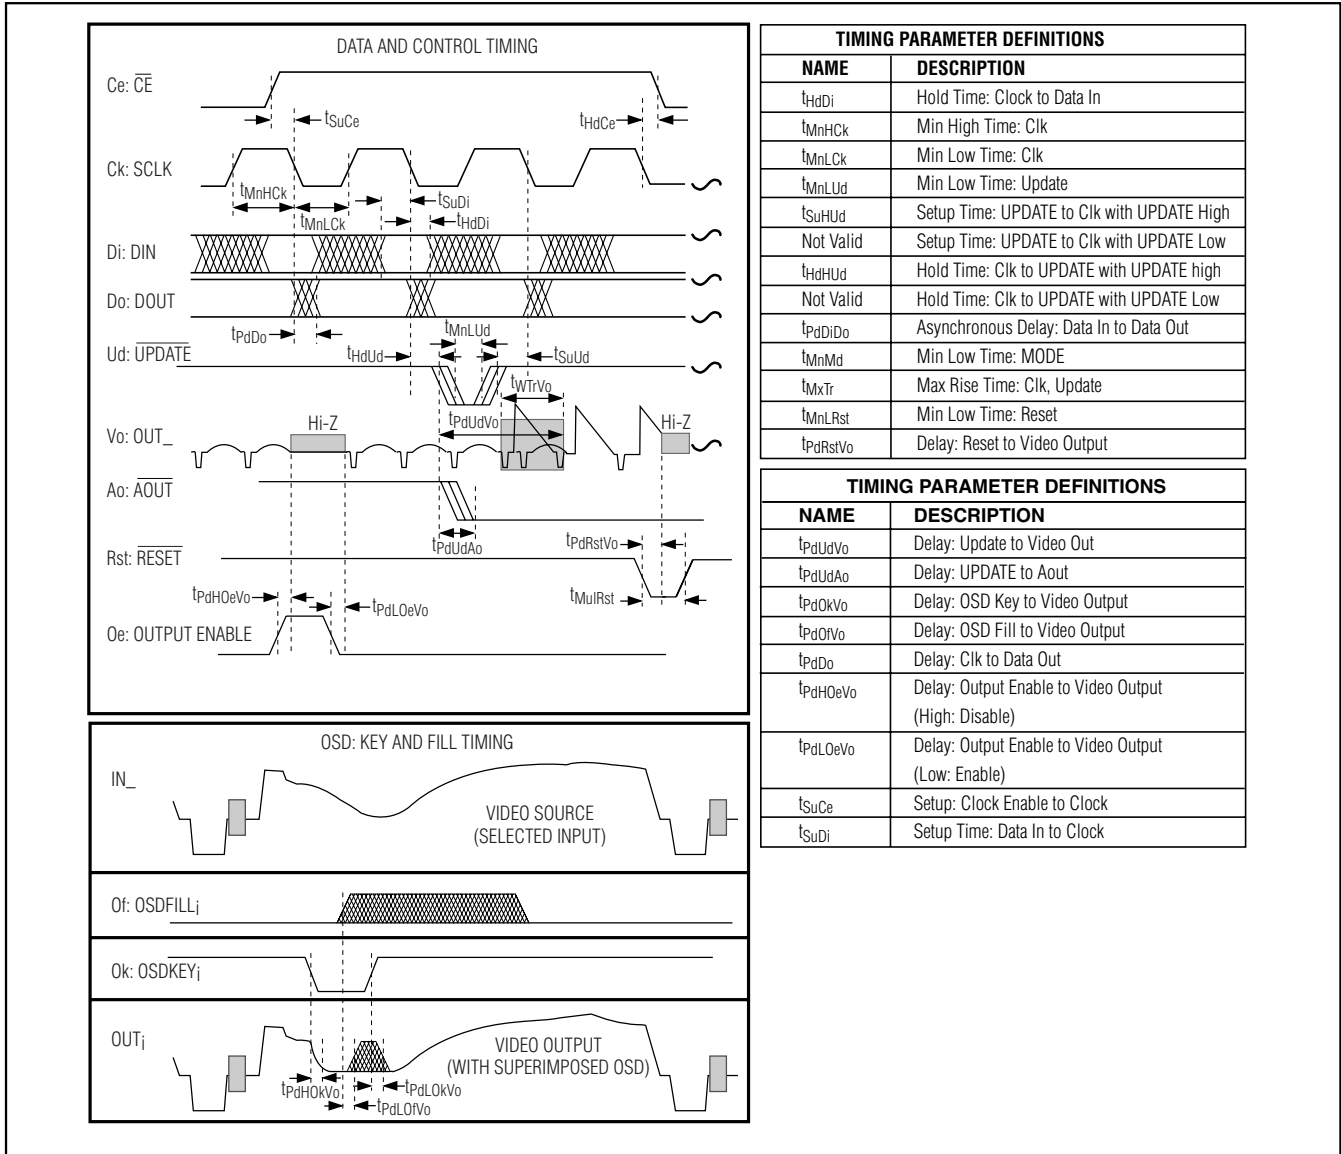 DATA AND CONTROL TIMING
Ce: CE
tSuCe
tHdCe
Ck: SCLK
tMnHCk
tMnLCk
tSuDi
tHdDi
Di: DIN
Do: DOUT
tPdDo
tMnLUd
Ud: UPDATE
tHdUd
tSuUd
tWTrVo
tPdUdVo
Vo: OUT_
Hi-Z
Hi-Z
Ao: AOUT
tPdUdAo
tPdRstVo
Rst: RESET
tPdHOeVo
tPdLOeVo
tMulRst
Oe: OUTPUT ENABLE
OSD: KEY AND FILL TIMING
IN_
VIDEO SOURCE
(SELECTED INPUT)
Of: OSDFILLi
Ok: OSDKEYi
OUTi
VIDEO OUTPUT
(WITH SUPERIMPOSED OSD)
tPdHOkVo
tPdLOkVo
tPdLOfVo
TIMING PARAMETER DEFINITIONS
NAME DESCRIPTION
tHdDi Hold Time: Clock to Data In
tMnHCk Min High Time: Clk
tMnLCk Min Low Time: Clk
tMnLUd Min Low Time: Update
tSuHUd Setup Time: UPDATE to Clk with UPDATE High
Not Valid Setup Time: UPDATE to Clk with UPDATE Low
tHdHUd Hold Time: Clk to UPDATE with UPDATE high
Not Valid Hold Time: Clk to UPDATE with UPDATE Low
tPdDiDo Asynchronous Delay: Data In to Data Out
tMnMd Min Low Time: MODE
tMxTr Max Rise Time: Clk, Update
tMnLRst Min Low Time: Reset
tPdRstVo Delay: Reset to Video Output
TIMING PARAMETER DEFINITIONS
NAME DESCRIPTION
tPdUdVo Delay: Update to Video Out
tPdUdAo Delay: UPDATE to Aout
tPdOkVo Delay: OSD Key to Video Output
tPdOfVo Delay: OSD Fill to Video Output
tPdDo Delay: Clk to Data Out
tPdHOeVo Delay: Output Enable to Video Output
(High: Disable)
tPdLOeVo Delay: Output Enable to Video Output
(Low: Enable)
tSuCe Setup: Clock Enable to Clock
tSuDi Setup Time: Data In to Clock